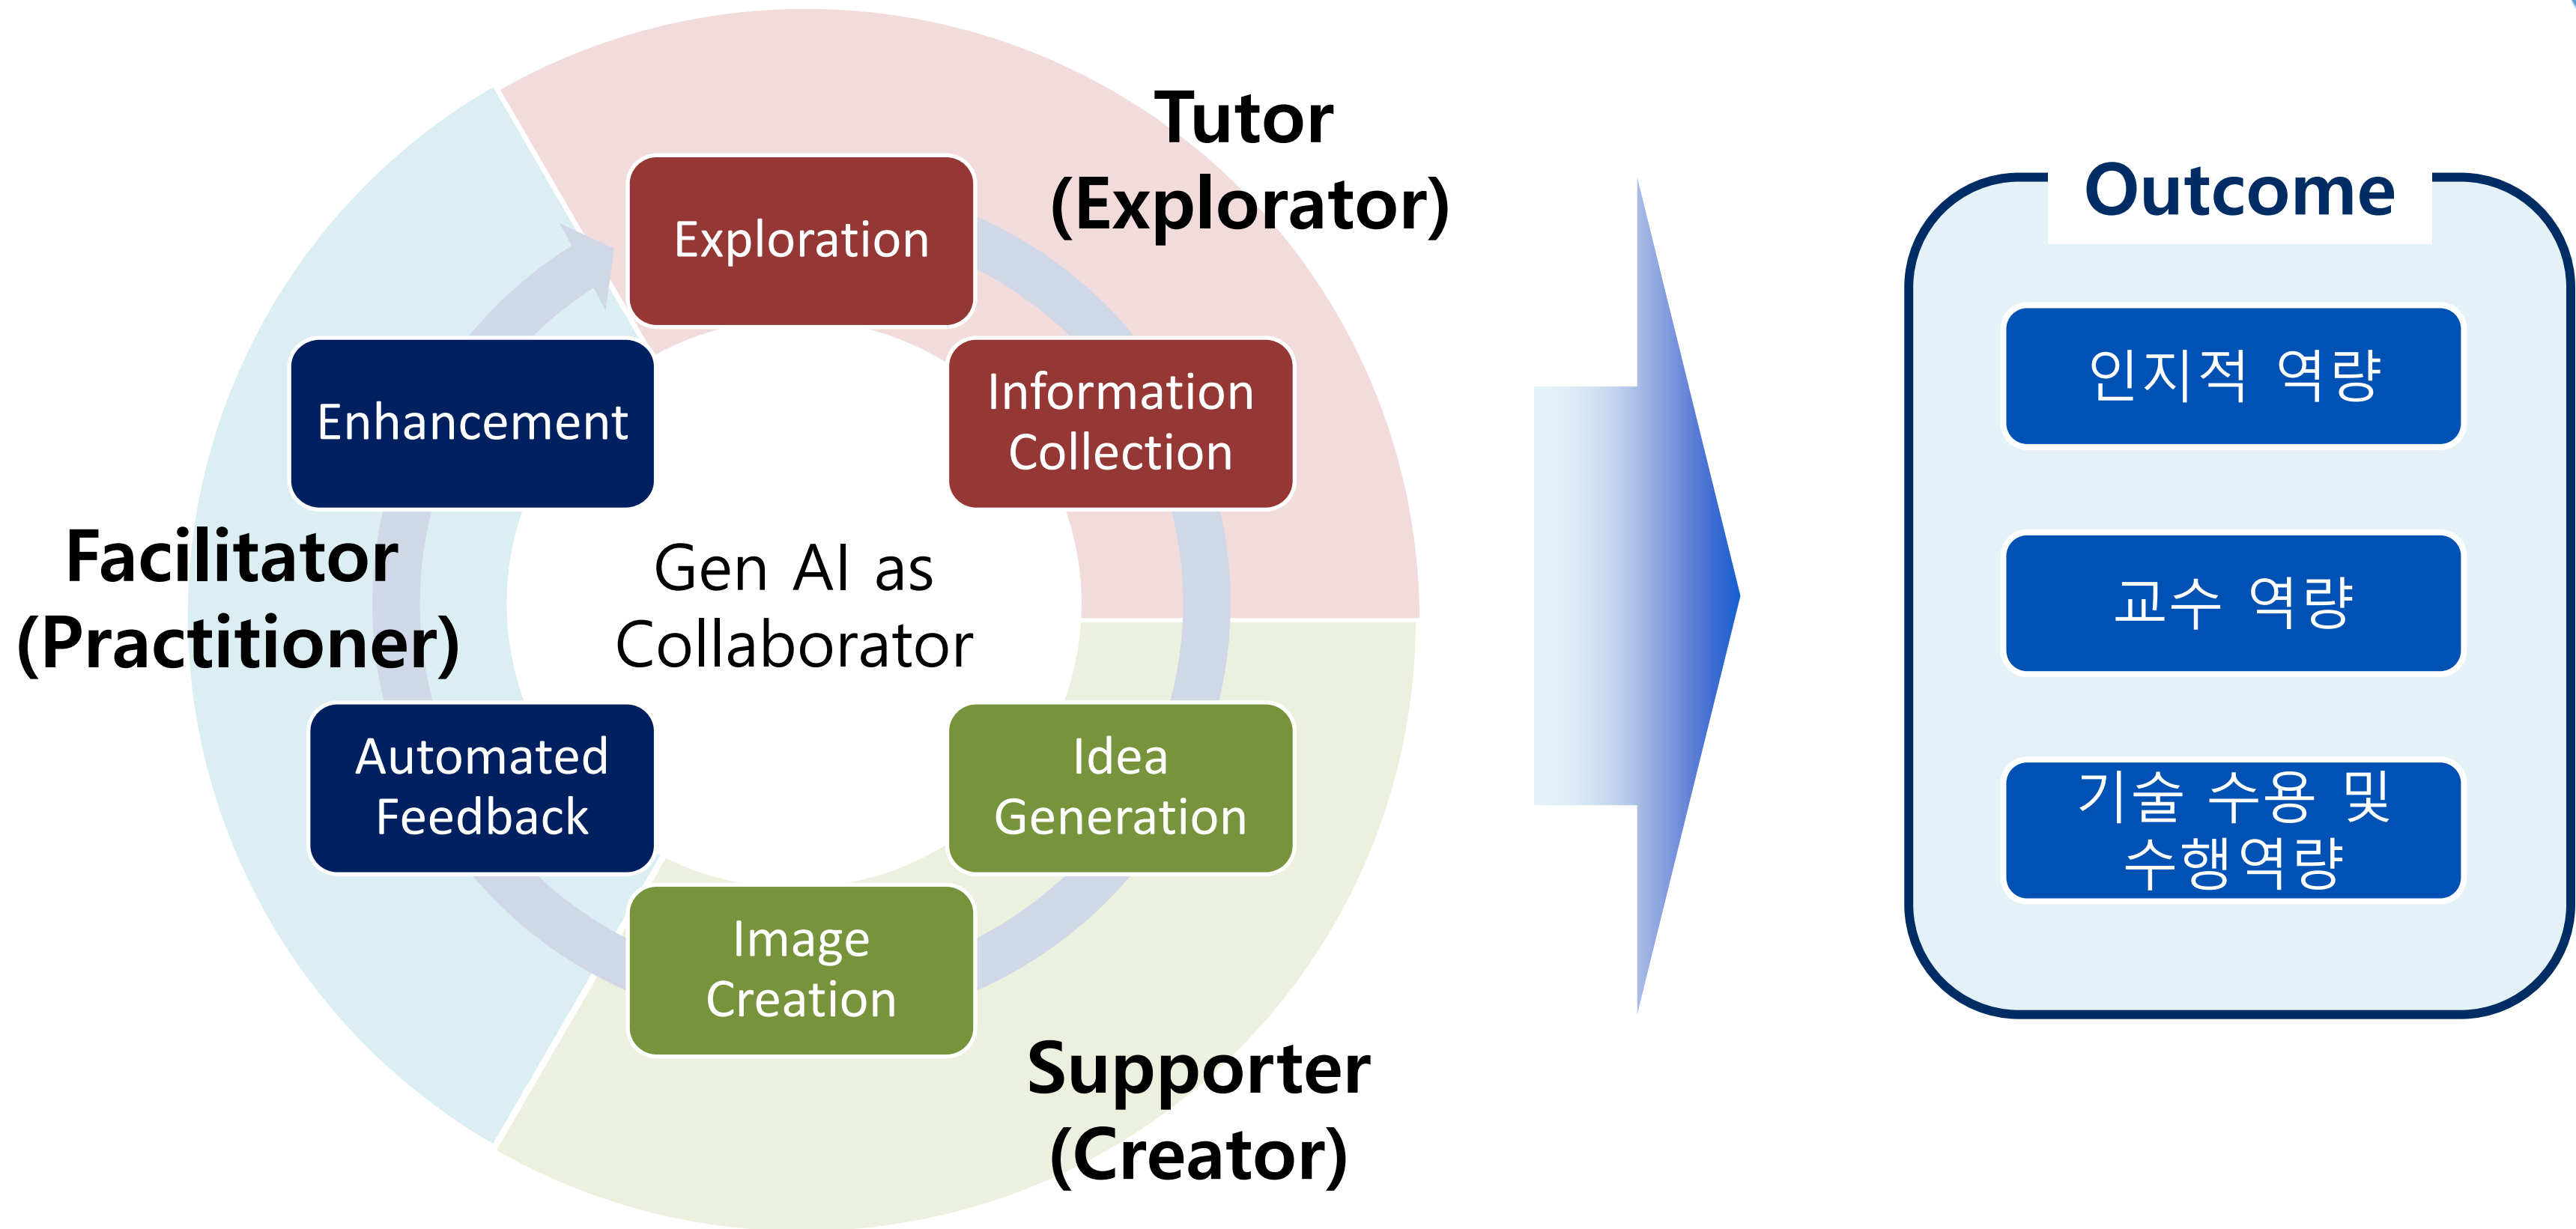 Tutor
(Explorator)
Exploration
Information
Collection
Idea
Generation
Image
Creation
Supporter
(Creator)
Automated
Feedback
Enhancement
Facilitator
(Practitioner)
Gen AI as
Collaborator
Outcome
인지적 역량
교수 역량
기술 수용 및
수행역량